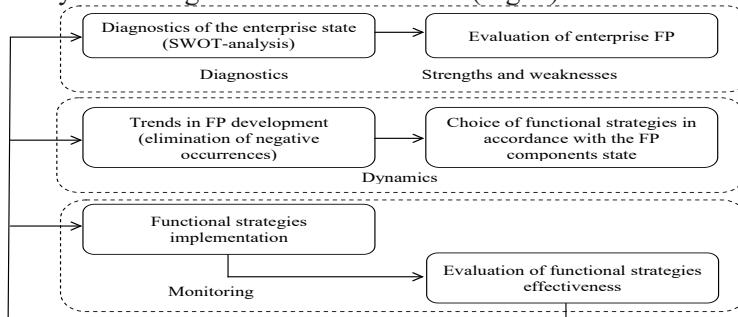 Diagnostics of the enterprise state
(SWOT-analysis)
Evaluation of enterprise FP
Diagnostics
Strengths and weaknesses
Trends in FP development
(elimination of negative
occurrences)
Choice of functional strategies in
accordance with the FP
components state
Dynamics
Functional strategies
implementation
Evaluation of functional strategies
effectiveness
Monitoring